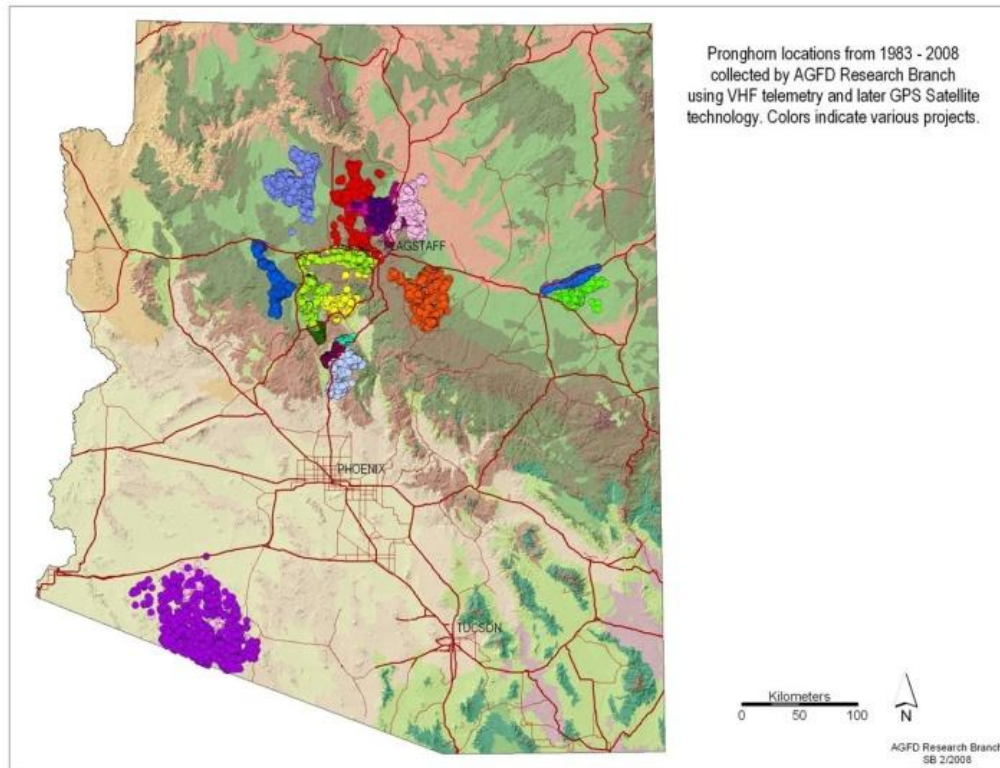 Pronghorn locations from 1983 - 2008
collected by AGFD Research Branch
using VHF telemetry and later GPS Satellite
technology. Colors indicate various projects.
FLAGSTAFF
PHOENIX
TUCSON
Kilometers
0 50 100
N
AGFD Research Branch
SB 2/2008